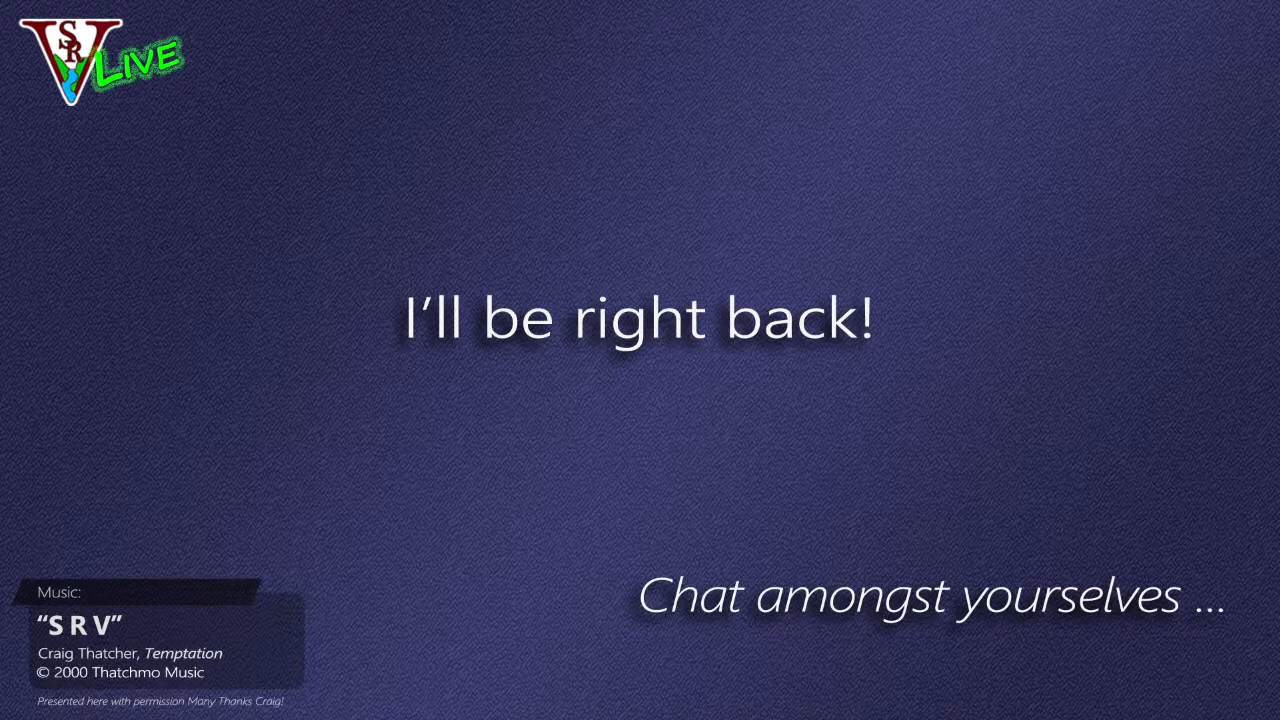 SRV
LIVE
I’ll be right back!
Chat amongst yourselves ...
Music:
“S R V”
Craig Thatcher, Temptation
© 2000 Thatchmo Music
Presented here with permission Many Thanks Craig!